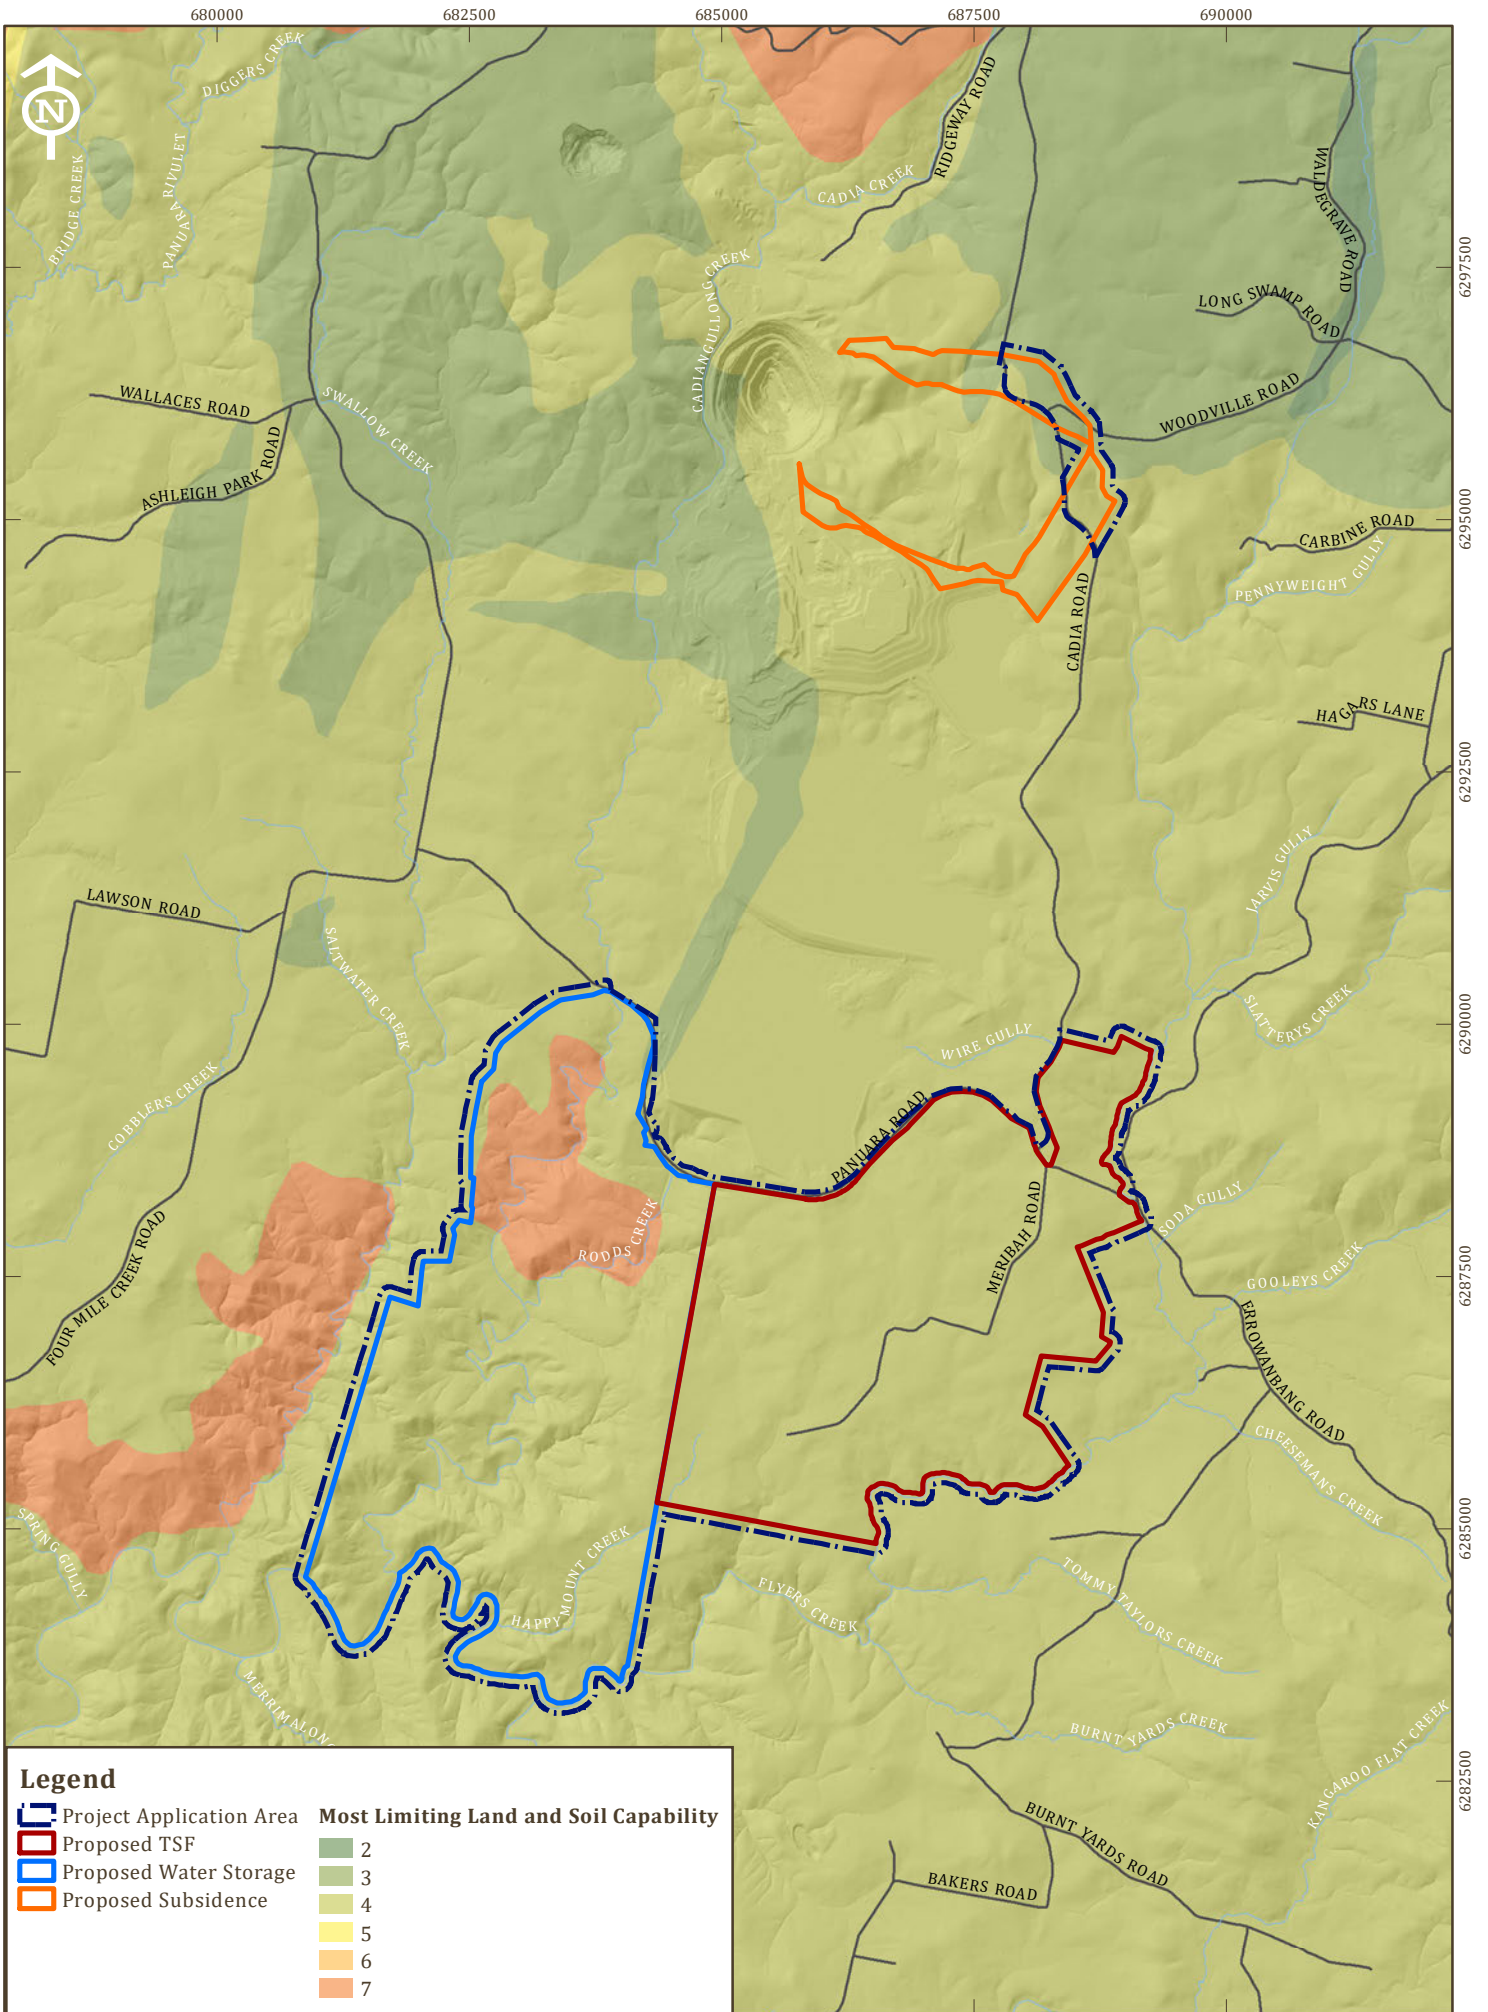 680000
682500
685000
687500
690000
N
DIGGERS CREEK
BRIDGE CREEK
PANUARA RIVULET
RIDGEWAY ROAD
CADIA CREEK
WALDEGRAVE ROAD
CADIANGULLONG CREEK
6297500
LONG SWAMP ROAD
WALLACES ROAD
SWALLOW CREEK
WOODVILLE ROAD
ASHLEIGH PARK ROAD
6295000
CARBINE ROAD
PENNYWEIGHT GULLY
CADIA ROAD
HAGARS LANE
6292500
JARVIS GULLY
LAWSON ROAD
SALTWATER CREEK
SLATTERYS CREEK
6290000
WIRE GULLY
COBBLERS CREEK
PANUARA ROAD
MERIBAH ROAD
SODA GULLY
RODDS CREEK
GOOLEYS CREEK
6287500
FOUR MILE CREEK ROAD
ERROWANBANG ROAD
CHEESEMANS CREEK
SPRING GULLY
6285000
HAPPY MOUNT CREEK
FLYERS CREEK
TOMMY TAYLORS CREEK
MERRIMALONG
BURNT YARDS CREEK
KANGAROO FLAT CREEK
6282500
BURNT YARDS ROAD
BAKERS ROAD
Legend
Project Application Area
Proposed TSF
Proposed Water Storage
Proposed Subsidence
Most Limiting Land and Soil Capability
2
3
4
5
6
7